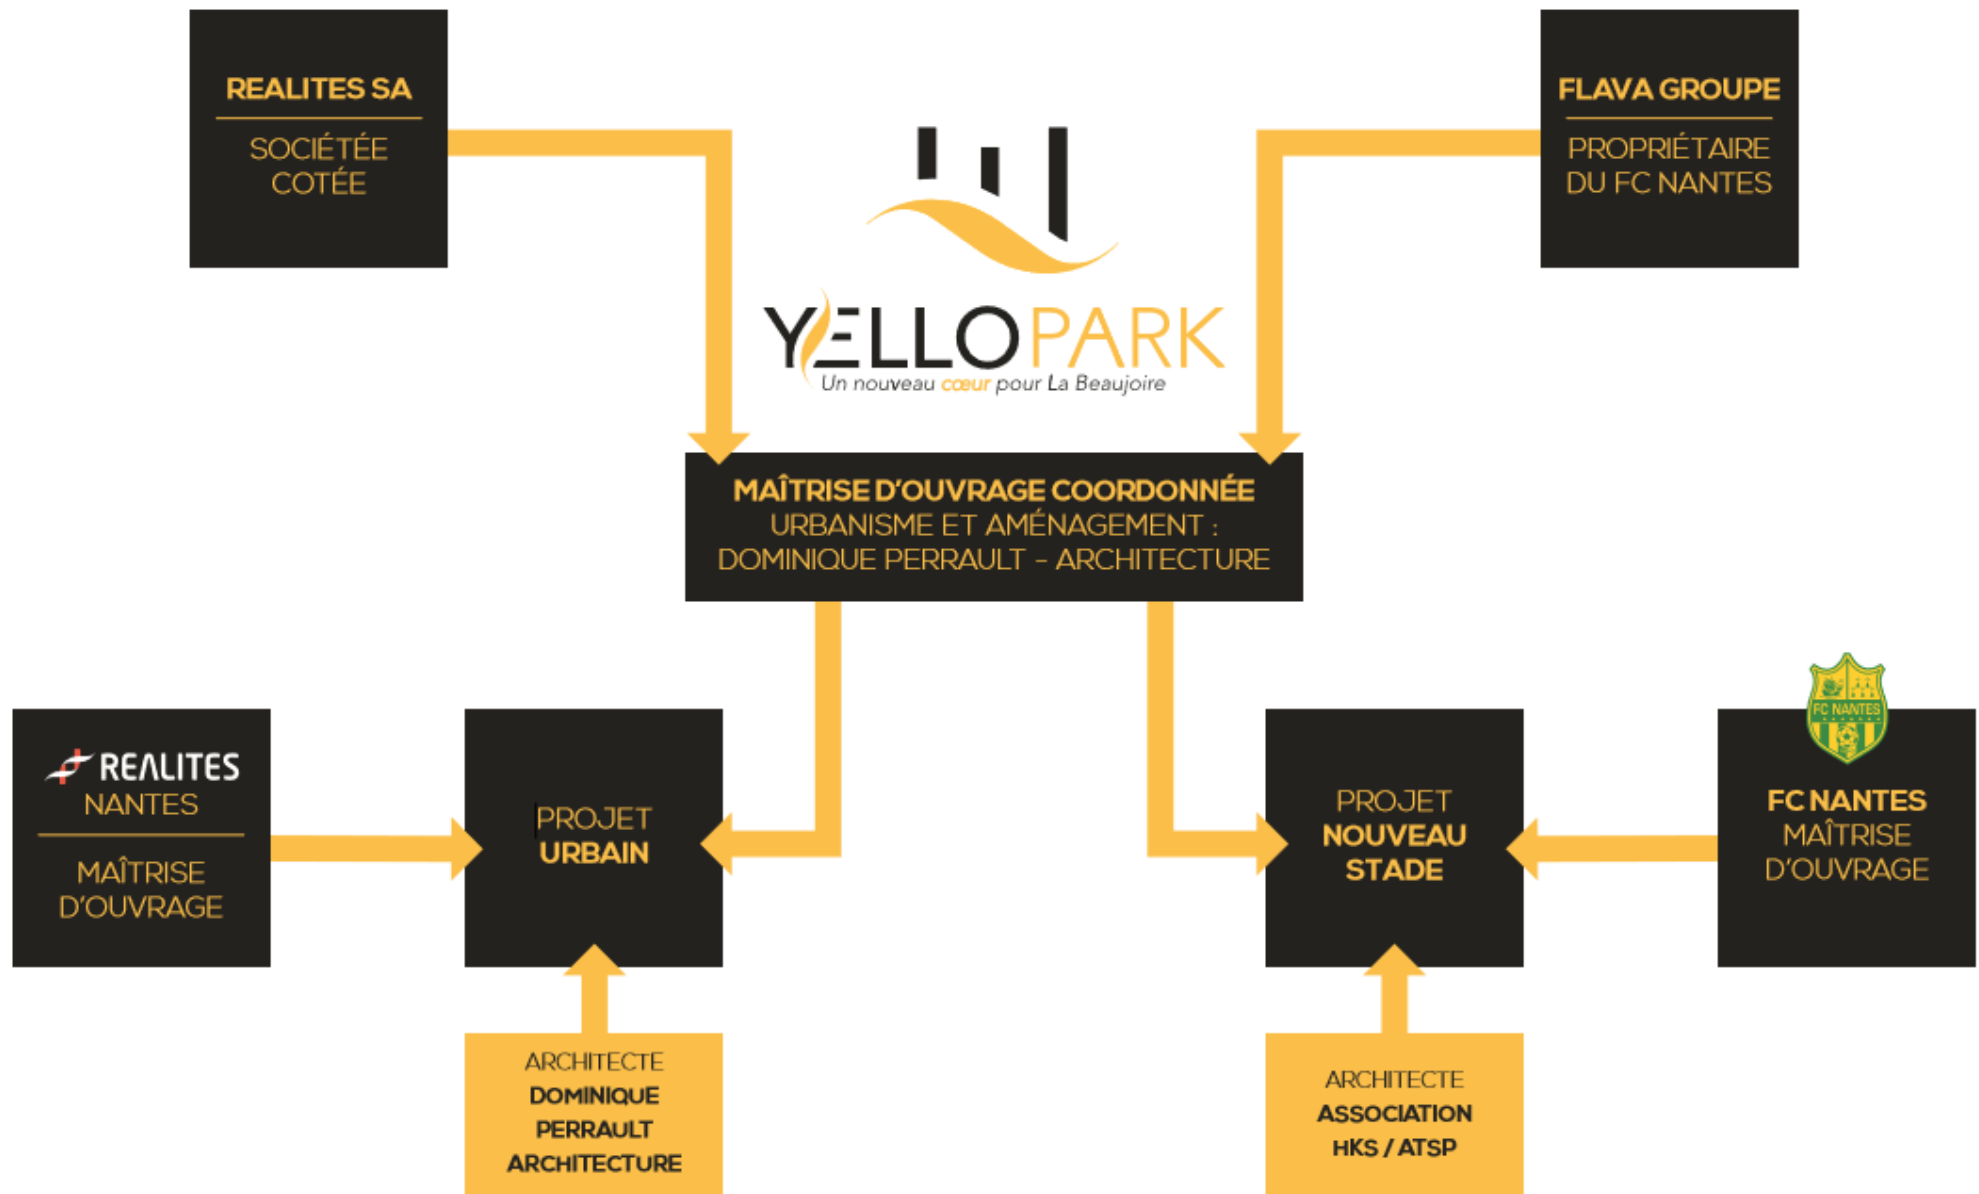 REALITES SA
SOCIÉTÉE
COTÉE
FLAVA GROUPE
PROPRIÉTAIRE
DU FC NANTES
YELLOPARK
Un nouveau cœur pour La Beaujoire
MAÎTRISE D'OUVRAGE COORDONNÉE
URBANISME ET AMÉNAGEMENT :
DOMINIQUE PERRAULT - ARCHITECTURE
REALITES
NANTES
MAÎTRISE
D'OUVRAGE
PROJET
URBAIN
PROJET
NOUVEAU
STADE
FC NANTES
FC NANTES
MAÎTRISE
D'OUVRAGE
ARCHITECTE
DOMINIQUE
PERRAULT
ARCHITECTURE
ARCHITECTE
ASSOCIATION
HKS / ATSP